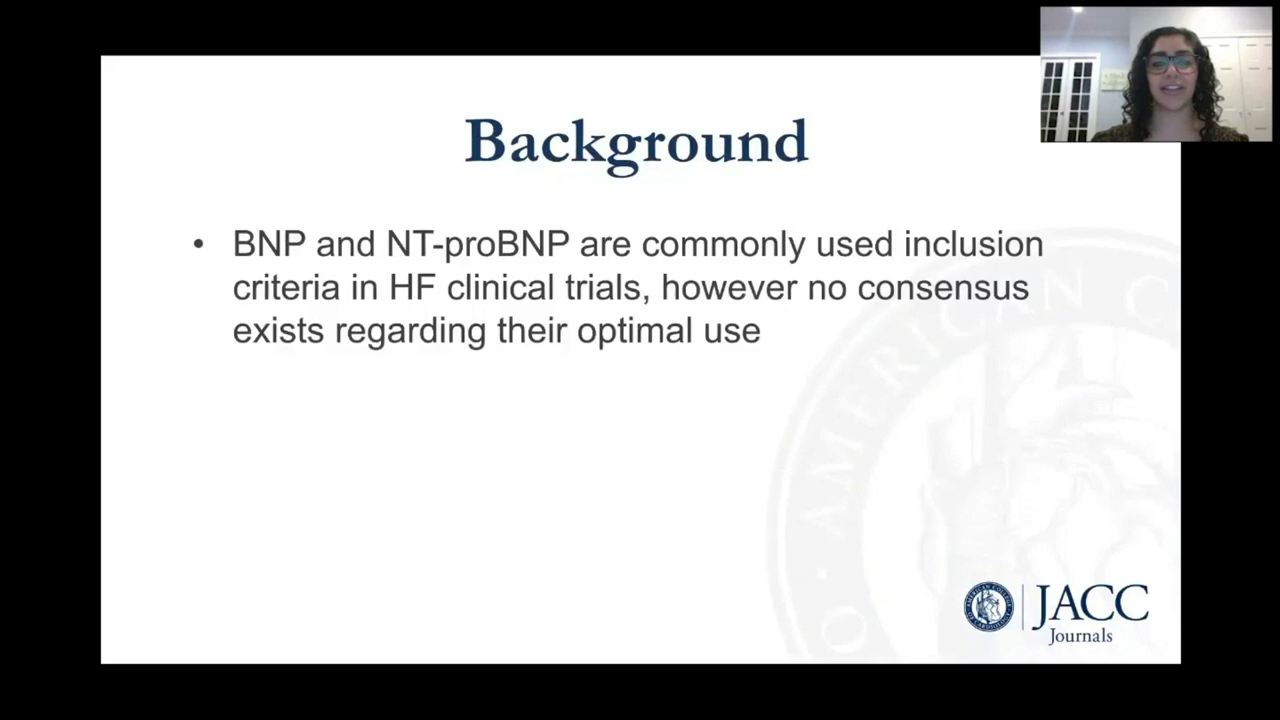 Background
• BNP and NT-proBNP are commonly used inclusion
criteria in HF clinical trials, however no consensus
exists regarding their optimal use
AMERICAN C
JACC
Journals